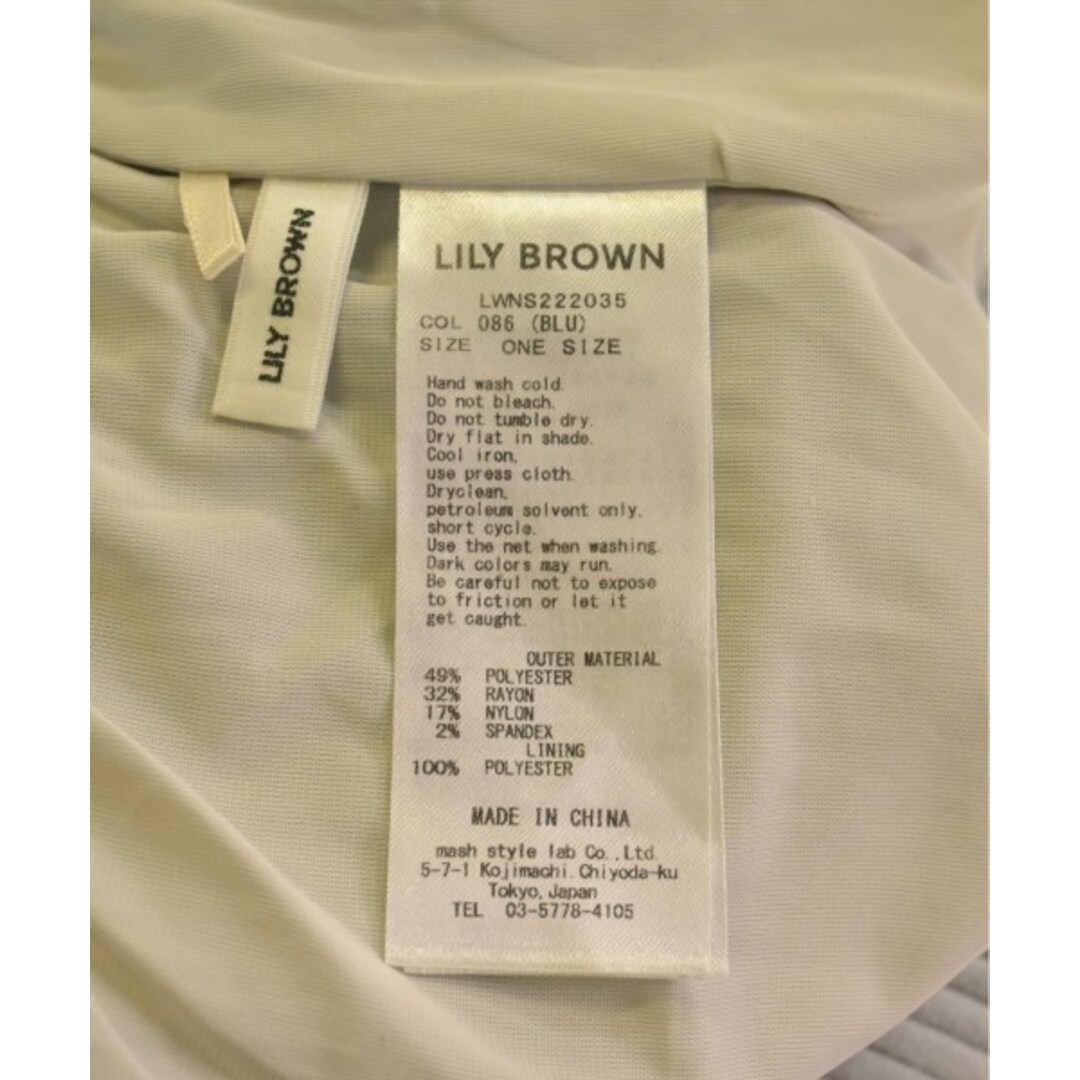 LILY BROWN
LILY BROWN
LWNS222035
COL 086 (BLU)
SIZE ONE SIZE
Hand wash cold.
Do not bleach.
Do not tumble dry.
Dry flat in shade.
Cool iron,
use press cloth.
Dryclean,
petroleum solvent only,
short cycle.
Use the net when washing.
Dark colors may run.
Be careful not to expose
to friction or let it
get caught.
OUTER MATERIAL
49% POLYESTER
32% RAYON
17% NYLON
2% SPANDEX
LINING
100% POLYESTER
MADE IN CHINA
mash style lab Co., Ltd.
5-7-1 Kojimachi, Chiyoda-ku
Tokyo, Japan
TEL 03-5778-4105